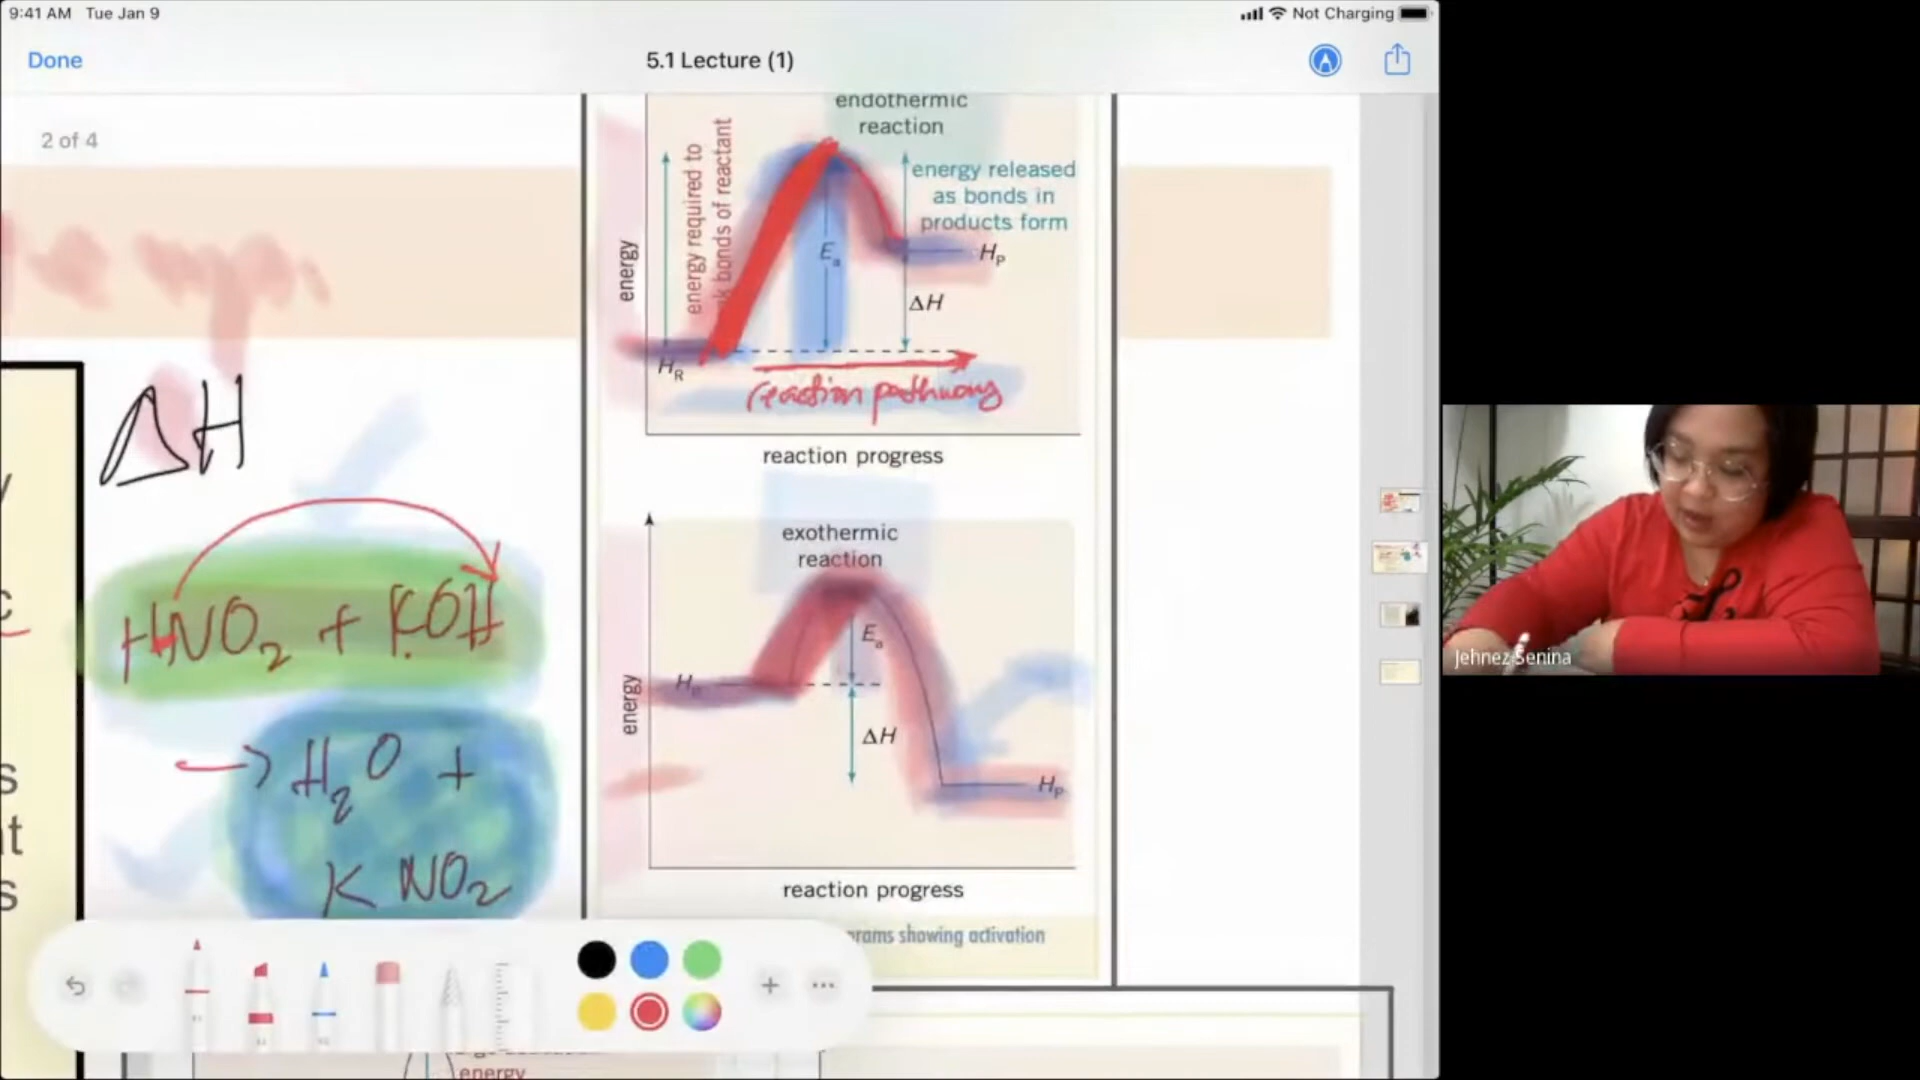 9:41 AM Tue Jan 9
Not Charging
Done
5.1 Lecture (1)
2 of 4
ΔH
HNO₂ + KOH
→ H₂O +
KNO₂
endothermic
reaction
energy required to
bonds of reactant
energy released
as bonds in
products form
energy
Eₐ
Hₚ
ΔH
H_R
reaction pathway
reaction progress
exothermic
reaction
Eₐ
energy
ΔH
Hₚ
reaction progress
grams showing activation
energy
Jehnez Senina